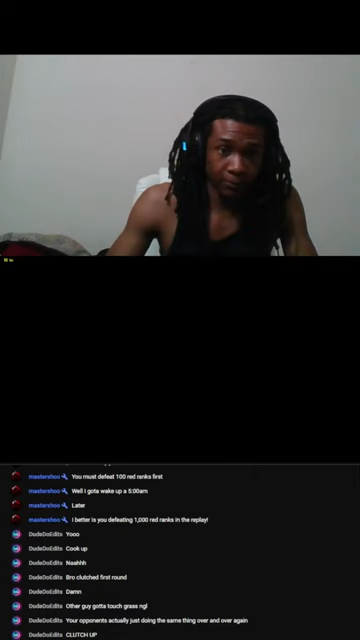 mastershoo You must defeat 100 red ranks first
mastershoo Well I gota wake up a 5:00am
mastershoo Later
mastershoo I better is you defeating 1,000 red ranks in the replay!
DudeDoEdits Yooo
DudeDoEdits Cook up
DudeDoEdits Naahhh
DudeDoEdits Bro clutched first round
DudeDoEdits Damn
DudeDoEdits Other guy gotta touch grass ngl
DudeDoEdits Your opponents actually just doing the same thing over and over again
DudeDoEdits CLUTCH UP